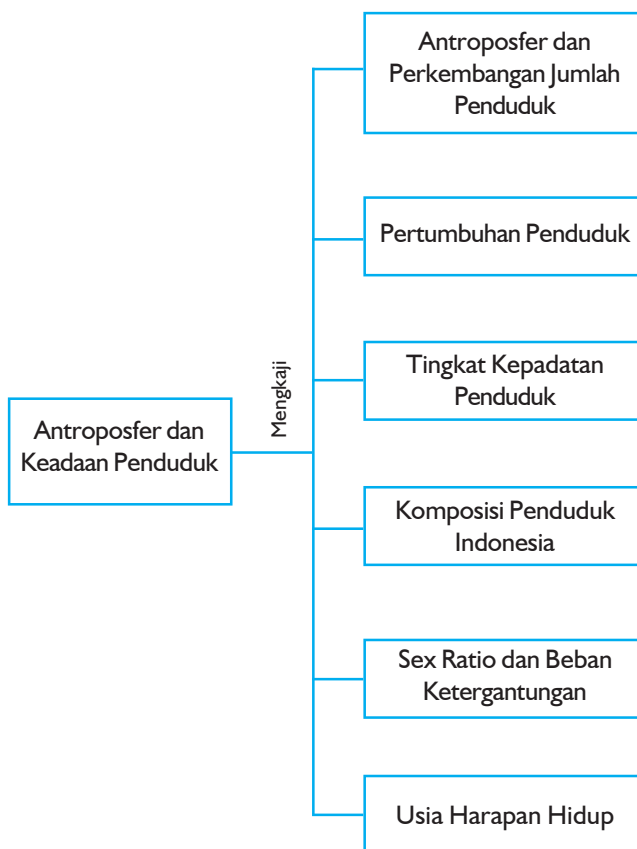 Antroposfer dan
Keadaan Penduduk
Mengkaji
Antroposfer dan
Perkembangan Jumlah
Penduduk
Pertumbuhan Penduduk
Tingkat Kepadatan
Penduduk
Komposisi Penduduk
Indonesia
Sex Ratio dan Beban
Ketergantungan
Usia Harapan Hidup